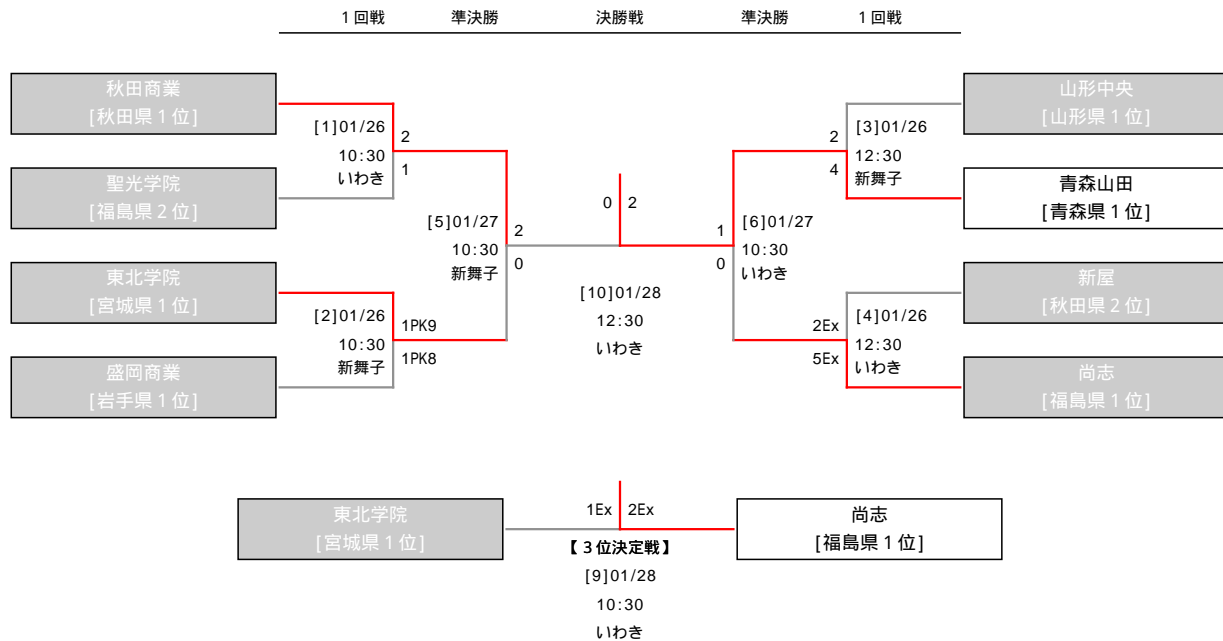 1回戦
準決勝
決勝戦
準決勝
1回戦
秋田商業
[秋田県1位]
聖光学院
[福島県2位]
東北学院
[宮城県1位]
盛岡商業
[岩手県1位]
[1]01/26
10:30
いわき
2
1
[2]01/26
10:30
新舞子
1PK9
1PK8
[5]01/27
10:30
新舞子
2
0
0
2
[10]01/28
12:30
いわき
1
0
[6]01/27
10:30
いわき
2
4
[3]01/26
12:30
新舞子
2Ex
5Ex
[4]01/26
12:30
いわき
山形中央
[山形県1位]
青森山田
[青森県1位]
新屋
[秋田県2位]
尚志
[福島県1位]
東北学院
[宮城県1位]
1Ex
2Ex
【3位決定戦】
[9]01/28
10:30
いわき
尚志
[福島県1位]